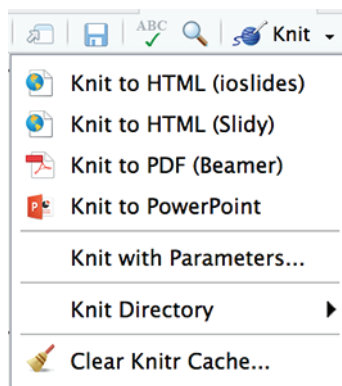 ABC Knit
Knit to HTML (ioslides)
Knit to HTML (Slidy)
Knit to PDF (Beamer)
Knit to PowerPoint
Knit with Parameters...
Knit Directory
Clear Knitr Cache...